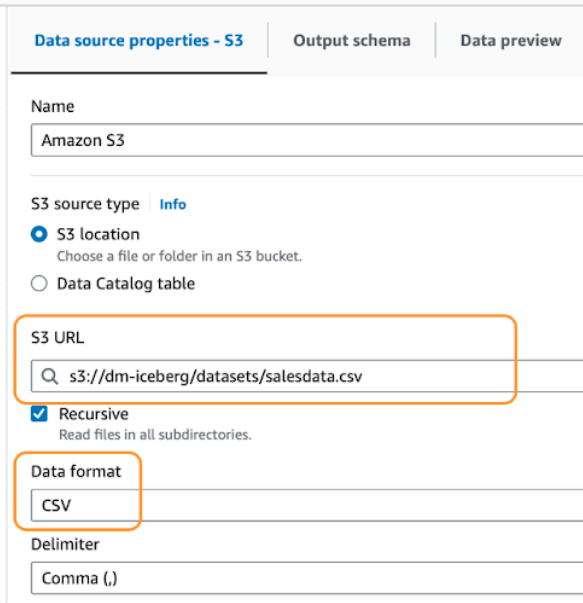 Data source properties - S3 Output schema Data preview
Name
Amazon S3
S3 source type Info
S3 location
Choose a file or folder in an S3 bucket.
Data Catalog table
S3 URL
s3://dm-iceberg/datasets/salesdata.csv
Recursive
Read files in all subdirectories.
Data format
CSV
Delimiter
Comma (,)